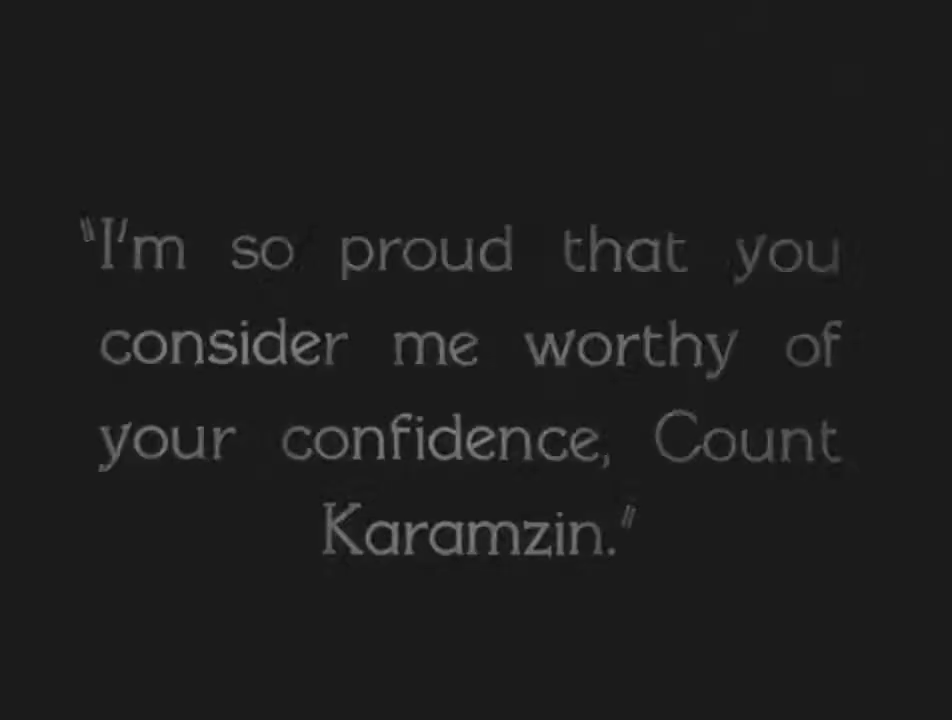 "I'm so proud that you
consider me worthy of
your confidence, Count
Karamzin."